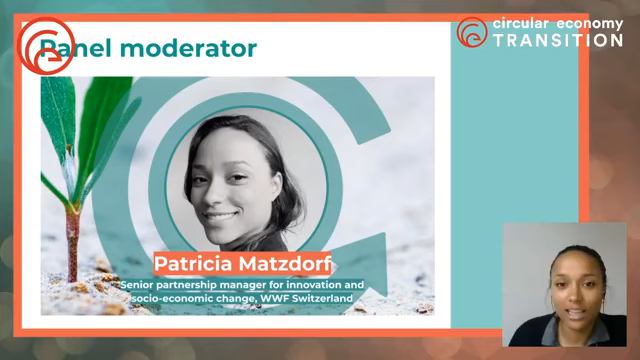 Panel moderator
circular economy
TRANSITION
Patricia Matzdorf
Senior partnership manager for innovation and
socio-economic change, WWF Switzerland